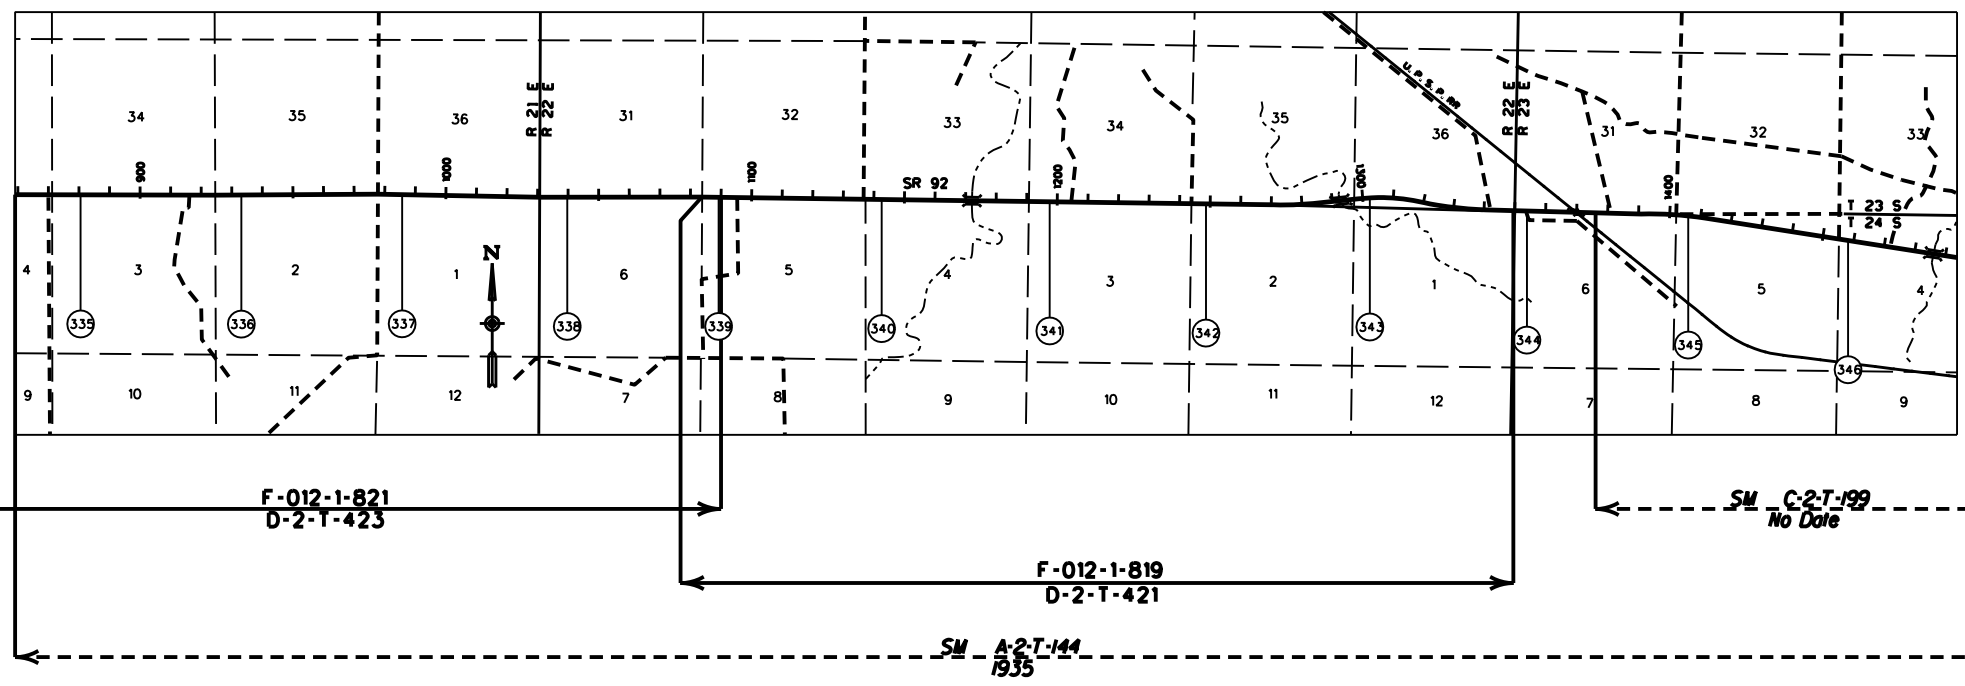 34 35 36 31 32 33 34 35 36 31 32 33
R 21 E
R 22 E
U. P. S. P. RR
R 22 E
R 23 E
900 1000 1100 1200 1300 1400
SR 92
T 23 S
T 24 S
N
4 3 2 1 6 5 4 3 2 1 6 5 4
335 336 337 338 339 340 341 342 343 344 345 346
9 10 11 12 7 8 9 10 11 12 7 8 9
F-012-1-821
D-2-T-423
SM C-2-T-199
No Date
F-012-1-819
D-2-T-421
SM A-2-T-144
1935